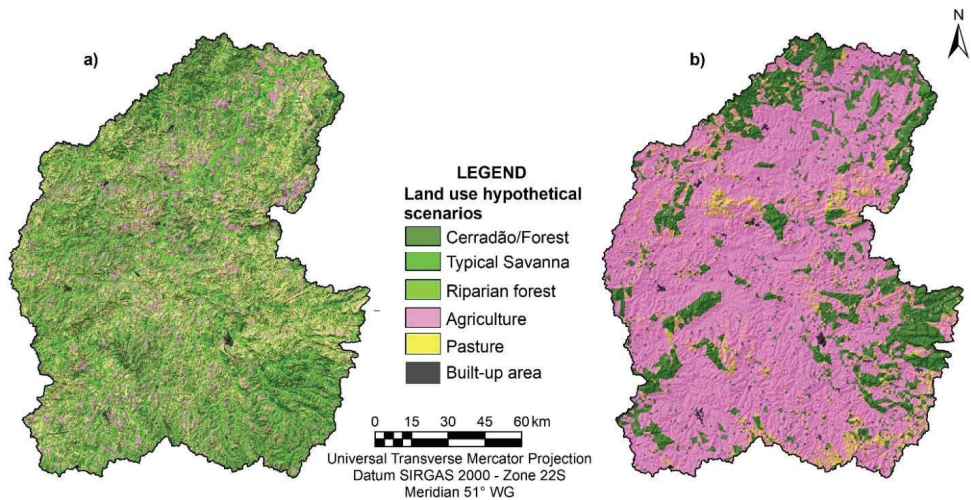 a)
LEGEND
Land use hypothetical
scenarios
Cerradão/Forest
Typical Savanna
Riparian forest
Agriculture
Pasture
Built-up area
0 15 30 45 60 km
Universal Transverse Mercator Projection
Datum SIRGAS 2000 - Zone 22S
Meridian 51° WG
b)
N